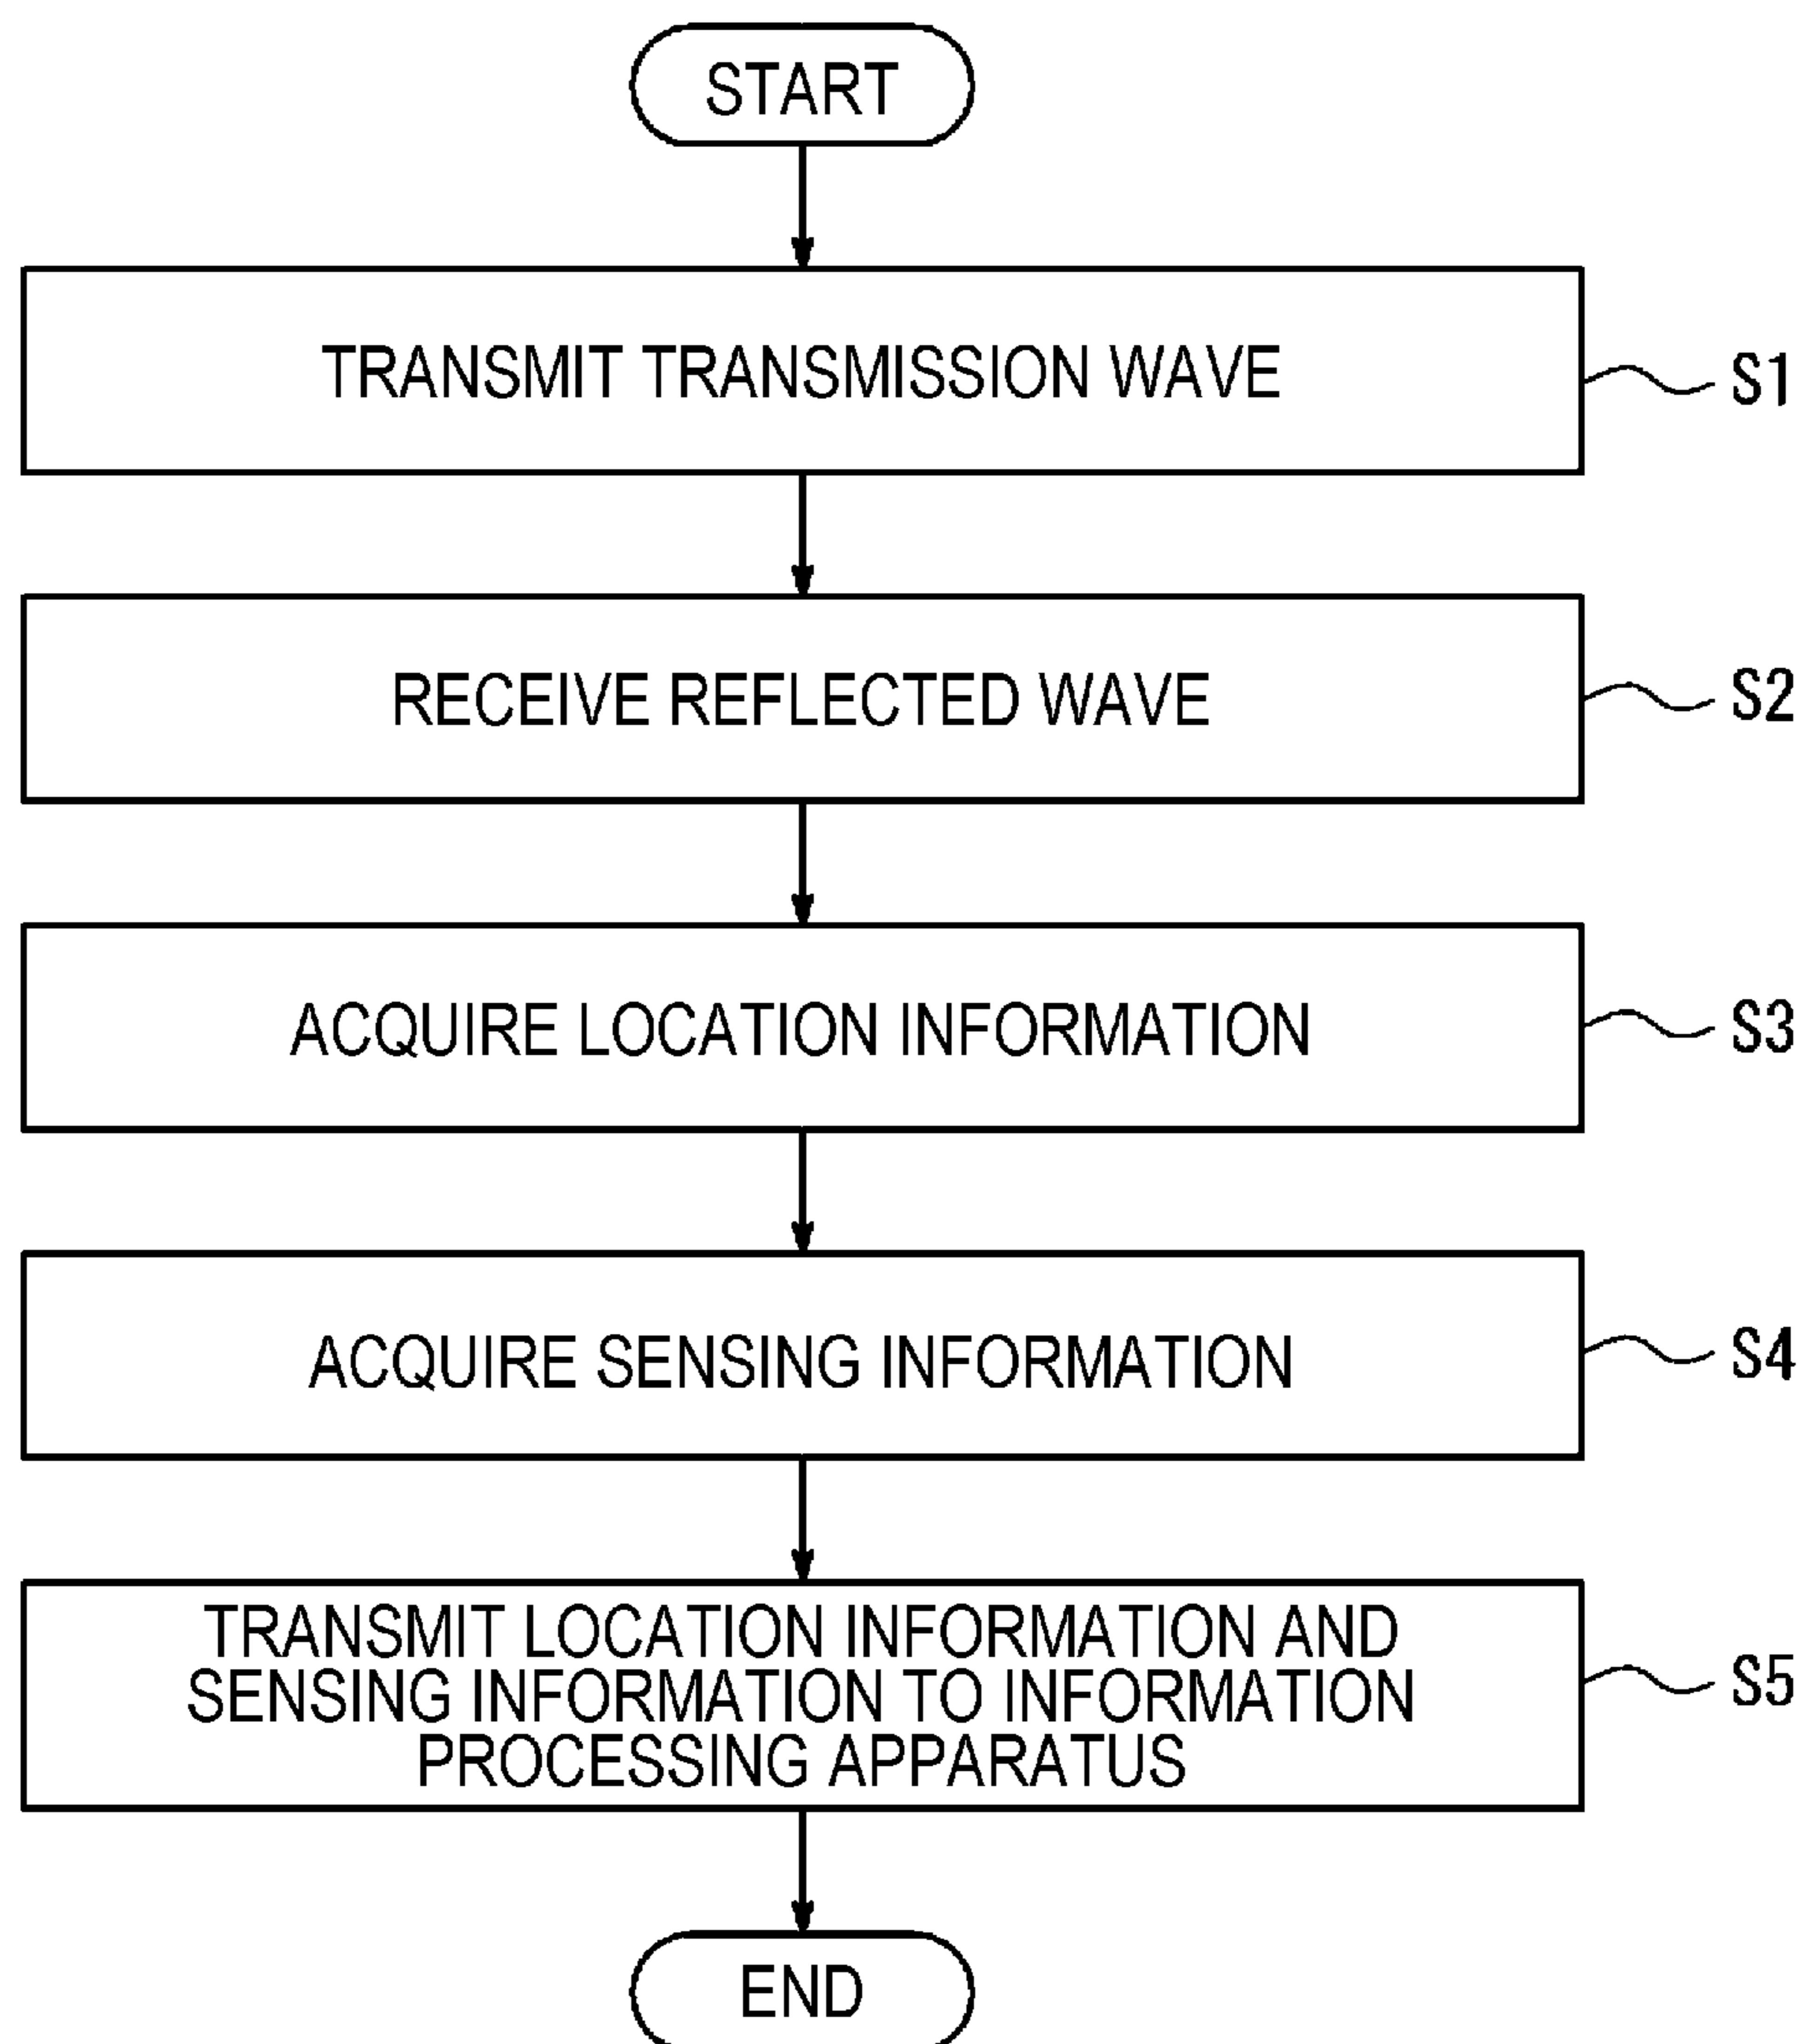 START
TRANSMIT TRANSMISSION WAVE
S1
RECEIVE REFLECTED WAVE
S2
ACQUIRE LOCATION INFORMATION
S3
ACQUIRE SENSING INFORMATION
S4
TRANSMIT LOCATION INFORMATION AND
SENSING INFORMATION TO INFORMATION
PROCESSING APPARATUS
S5
END